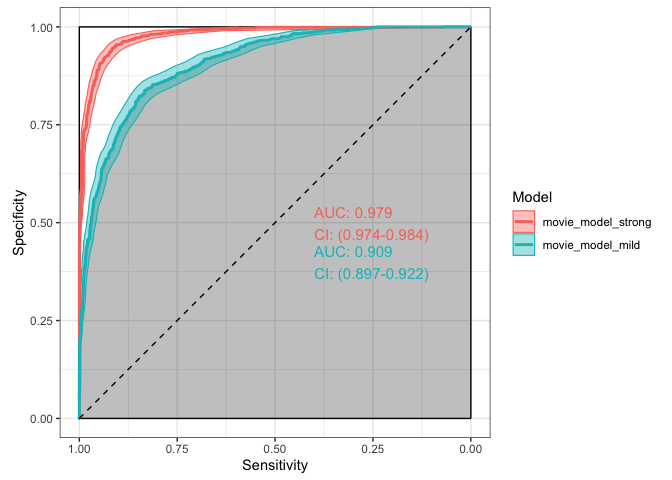 1.00
0.75
0.50
0.25
0.00
Specificity
AUC: 0.979
CI: (0.974-0.984)
AUC: 0.909
CI: (0.897-0.922)
1.00 0.75 0.50 0.25 0.00
Sensitivity
Model
movie_model_strong
movie_model_mild